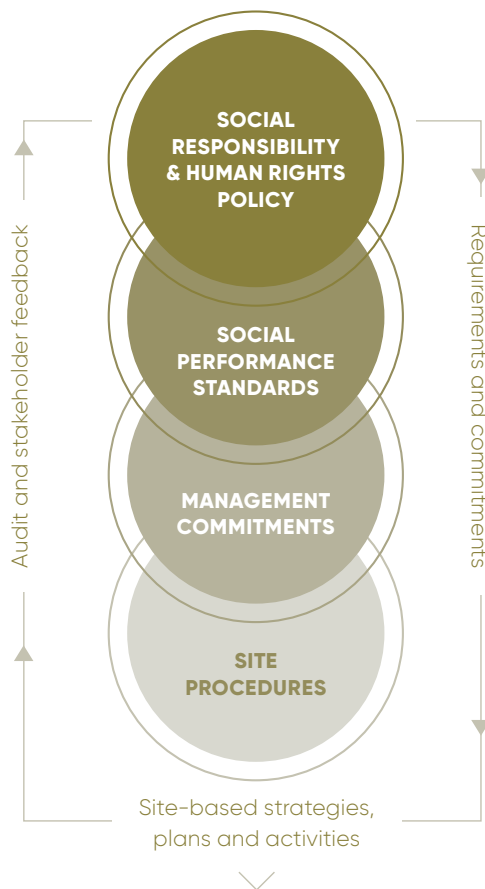 SOCIAL
RESPONSIBILITY
& HUMAN RIGHTS
POLICY
SOCIAL
PERFORMANCE
STANDARDS
MANAGEMENT
COMMITMENTS
SITE
PROCEDURES
Audit and stakeholder feedback
Requirements and commitments
Site-based strategies,
plans and activities